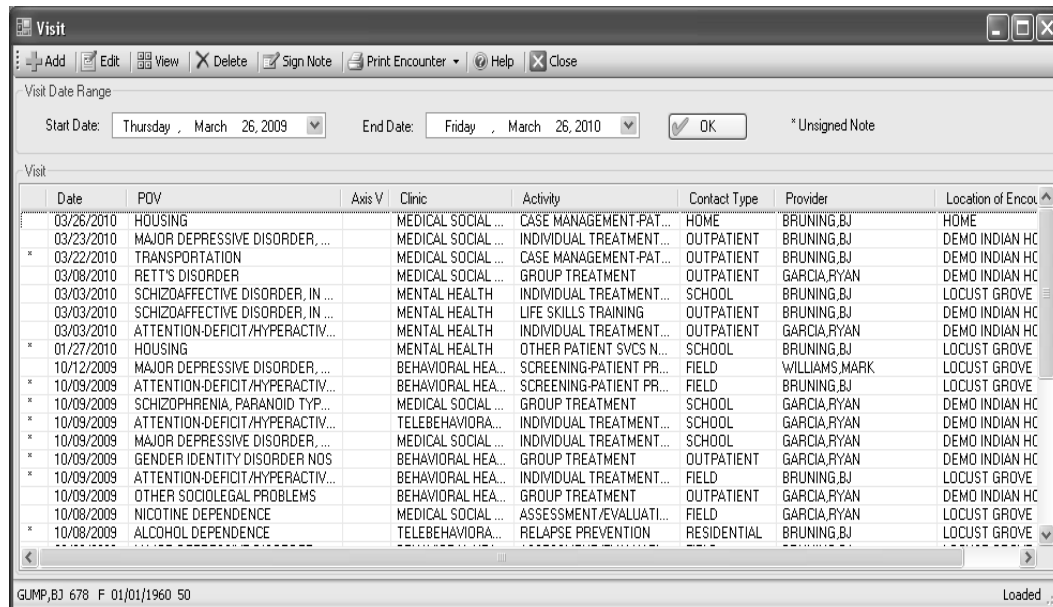 Visit
Add Edit View Delete Sign Note Print Encounter Help Close
Visit Date Range
Start Date: Thursday , March 26, 2009 End Date: Friday , March 26, 2010 OK * Unsigned Note
Visit
Date POV Axis V Clinic Activity Contact Type Provider Location of Encou
03/26/2010 HOUSING MEDICAL SOCIAL ... CASE MANAGEMENT-PAT... HOME BRUNING,BJ HOME
03/23/2010 MAJOR DEPRESSIVE DISORDER, ... MEDICAL SOCIAL ... INDIVIDUAL TREATMENT... OUTPATIENT BRUNING,BJ DEMO INDIAN HO
* 03/22/2010 TRANSPORTATION MEDICAL SOCIAL ... CASE MANAGEMENT-PAT... OUTPATIENT BRUNING,BJ DEMO INDIAN HO
03/08/2010 RETT'S DISORDER MEDICAL SOCIAL ... GROUP TREATMENT OUTPATIENT GARCIA,RYAN DEMO INDIAN HO
03/03/2010 SCHIZOAFFECTIVE DISORDER, IN ... MENTAL HEALTH INDIVIDUAL TREATMENT... SCHOOL BRUNING,BJ LOCUST GROVE
03/03/2010 SCHIZOAFFECTIVE DISORDER, IN ... MENTAL HEALTH LIFE SKILLS TRAINING OUTPATIENT BRUNING,BJ LOCUST GROVE
03/03/2010 ATTENTION-DEFICIT/HYPERACTIV... MENTAL HEALTH INDIVIDUAL TREATMENT... OUTPATIENT GARCIA,RYAN LOCUST GROVE
* 01/27/2010 HOUSING MENTAL HEALTH OTHER PATIENT SVCS N... SCHOOL BRUNING,BJ LOCUST GROVE
10/12/2009 MAJOR DEPRESSIVE DISORDER, ... BEHAVIORAL HEA... SCREENING-PATIENT PR... FIELD WILLIAMS,MARK DEMO INDIAN HO
* 10/09/2009 ATTENTION-DEFICIT/HYPERACTIV... BEHAVIORAL HEA... SCREENING-PATIENT PR... FIELD BRUNING,BJ DEMO INDIAN HO
* 10/09/2009 SCHIZOPHRENIA, PARANOID TYP... MEDICAL SOCIAL ... GROUP TREATMENT SCHOOL GARCIA,RYAN DEMO INDIAN HO
* 10/09/2009 ATTENTION-DEFICIT/HYPERACTIV... TELEBEHAVIORA... INDIVIDUAL TREATMENT... SCHOOL GARCIA,RYAN DEMO INDIAN HO
* 10/09/2009 MAJOR DEPRESSIVE DISORDER, ... MEDICAL SOCIAL ... INDIVIDUAL TREATMENT... SCHOOL GARCIA,RYAN DEMO INDIAN HO
* 10/09/2009 GENDER IDENTITY DISORDER NOS BEHAVIORAL HEA... GROUP TREATMENT OUTPATIENT GARCIA,RYAN DEMO INDIAN HO
* 10/09/2009 ATTENTION-DEFICIT/HYPERACTIV... BEHAVIORAL HEA... INDIVIDUAL TREATMENT... FIELD BRUNING,BJ DEMO INDIAN HO
10/09/2009 OTHER SOCIOLEGAL PROBLEMS BEHAVIORAL HEA... GROUP TREATMENT OUTPATIENT GARCIA,RYAN DEMO INDIAN HO
10/08/2009 NICOTINE DEPENDENCE MEDICAL SOCIAL ... ASSESSMENT/EVALUATI... FIELD GARCIA,RYAN LOCUST GROVE
* 10/08/2009 ALCOHOL DEPENDENCE TELEBEHAVIORA... RELAPSE PREVENTION RESIDENTIAL BRUNING,BJ LOCUST GROVE
GUMP,BJ 678 F 01/01/1960 50 Loaded